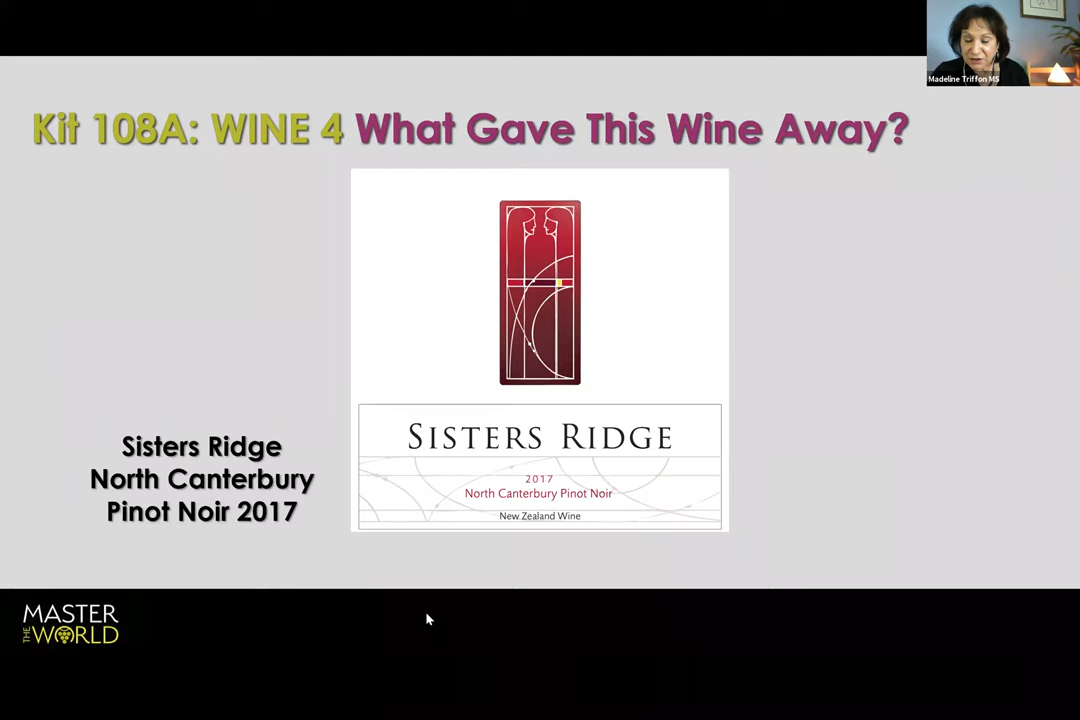 Madeline Triffon MS
Kit 108A: WINE 4 What Gave This Wine Away?
SISTERS RIDGE
2017
North Canterbury Pinot Noir
New Zealand Wine
Sisters Ridge
North Canterbury
Pinot Noir 2017
MASTER
THE WORLD